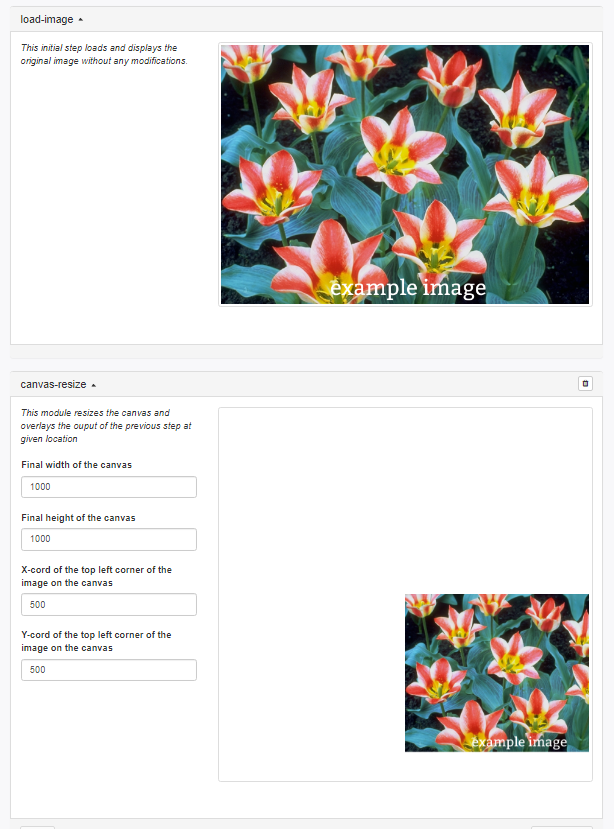 load-image
This initial step loads and displays the
original image without any modifications.
example image
canvas-resize
This module resizes the canvas and
overlays the ouput of the previous step at
given location
Final width of the canvas
1000
Final height of the canvas
1000
X-cord of the top left corner of the
image on the canvas
500
Y-cord of the top left corner of the
image on the canvas
500
example image